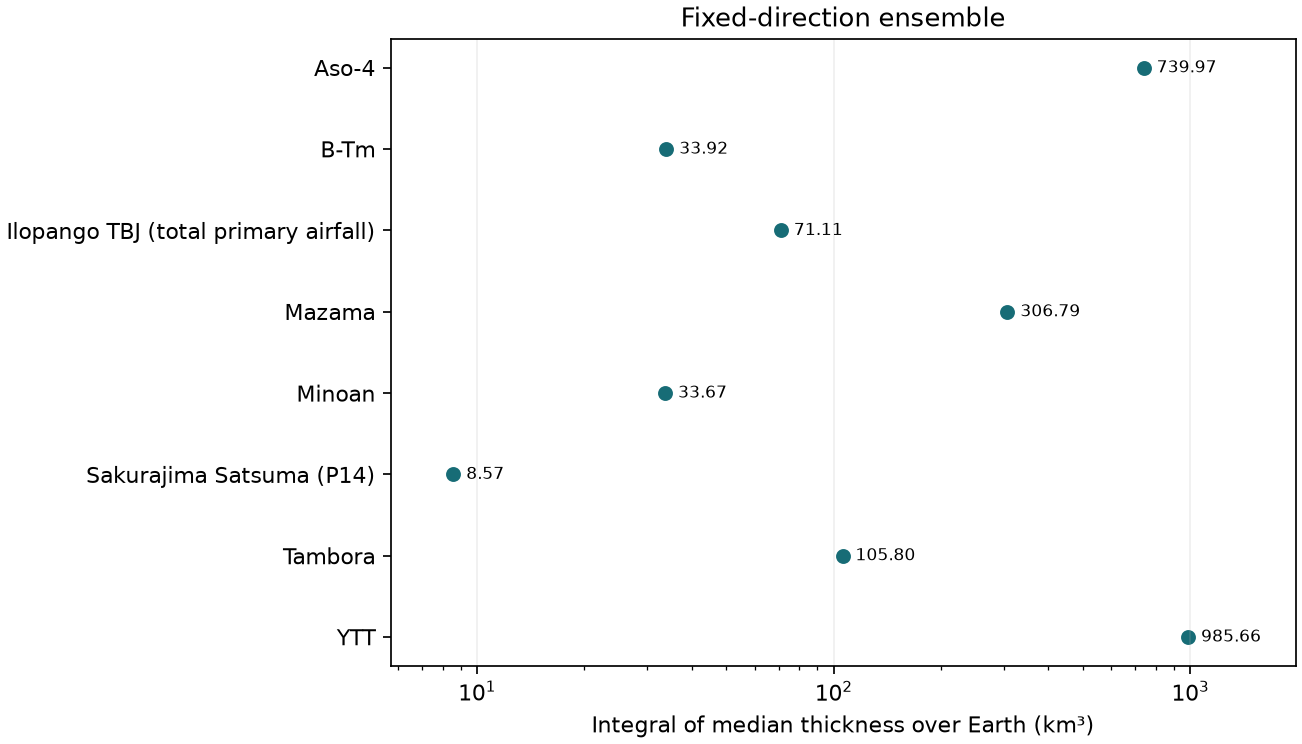 Fixed-direction ensemble
Aso-4
739.97
B-Tm
33.92
Ilopango TBJ (total primary airfall)
71.11
Mazama
306.79
Minoan
33.67
Sakurajima Satsuma (P14)
8.57
Tambora
105.80
YTT
985.66
10¹ 10² 10³
Integral of median thickness over Earth (km³)